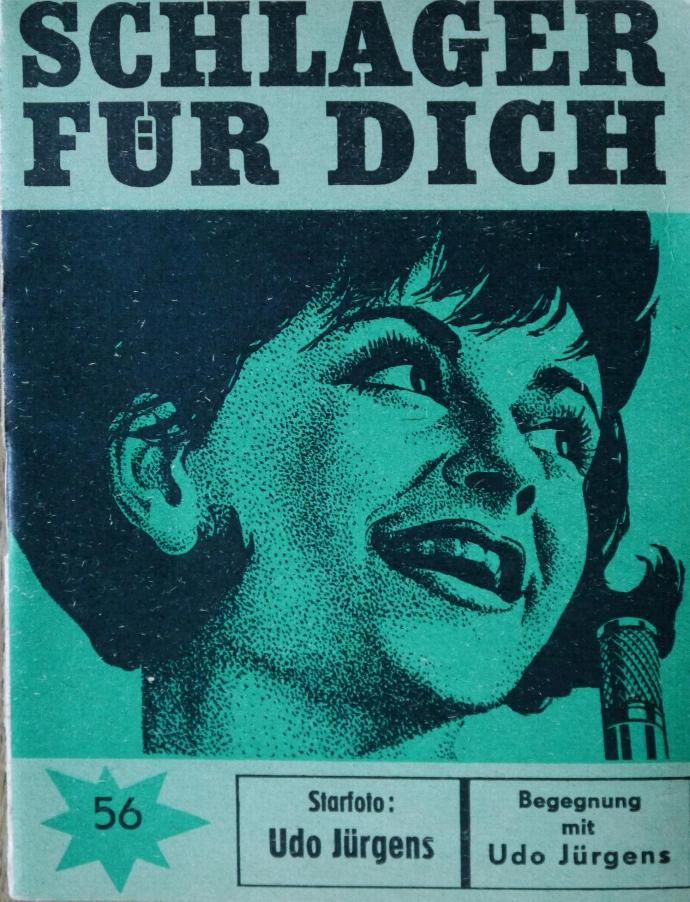 SCHLAGER
FÜR DICH
56
Starfoto:
Udo Jürgens
Begegnung
mit
Udo Jürgens